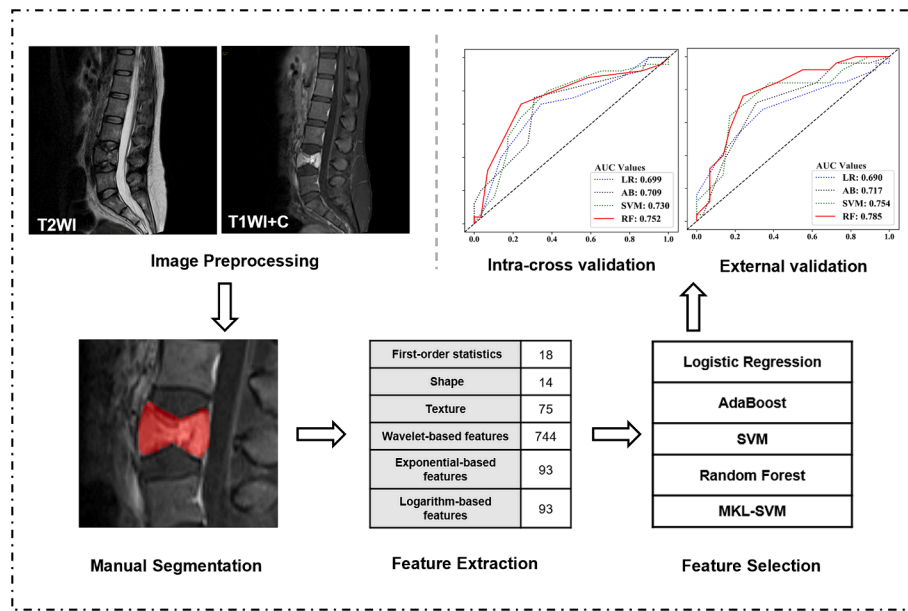 T2WI
T1WI+C
Image Preprocessing
AUC Values
LR: 0.699
AB: 0.709
SVM: 0.730
RF: 0.752
0.0 0.2 0.4 0.6 0.8 1.0
Intra-cross validation
AUC Values
LR: 0.690
AB: 0.717
SVM: 0.754
RF: 0.785
0.0 0.2 0.4 0.6 0.8 1.0
External validation
Manual Segmentation
First-order statistics 18
Shape 14
Texture 75
Wavelet-based features 744
Exponential-based
features 93
Logarithm-based
features 93
Feature Extraction
Logistic Regression
AdaBoost
SVM
Random Forest
MKL-SVM
Feature Selection